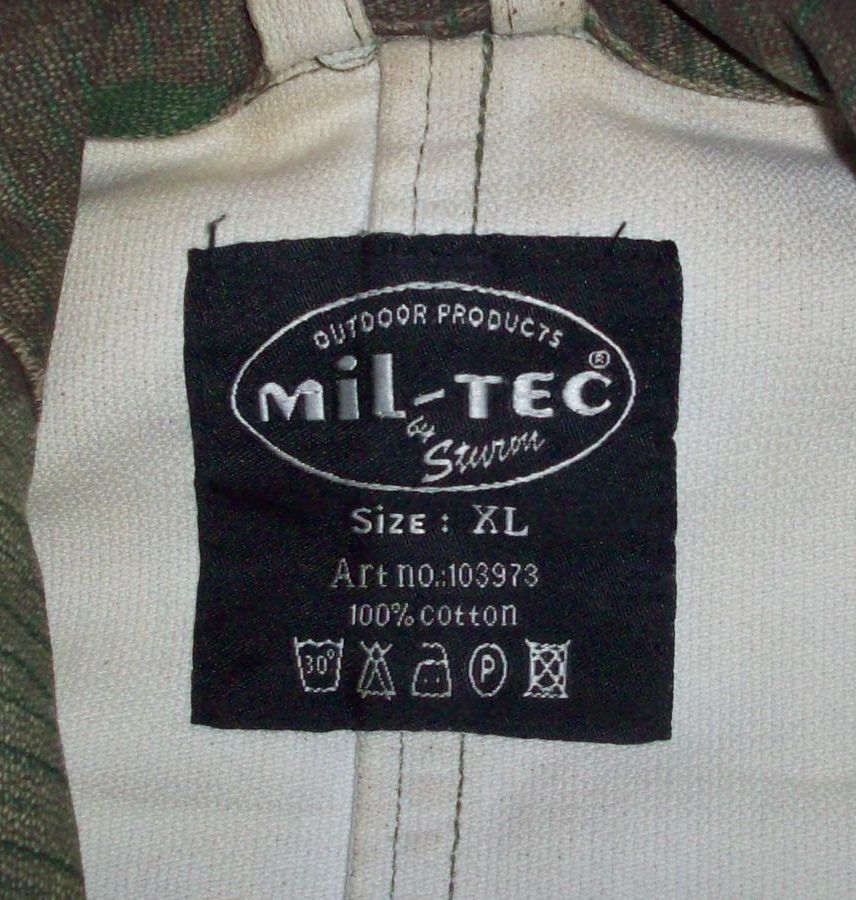 OUTDOOR PRODUCTS
MiL-TEC®
by Sturm
SiZE : XL
Art no.:103973
100% cotton
30° P